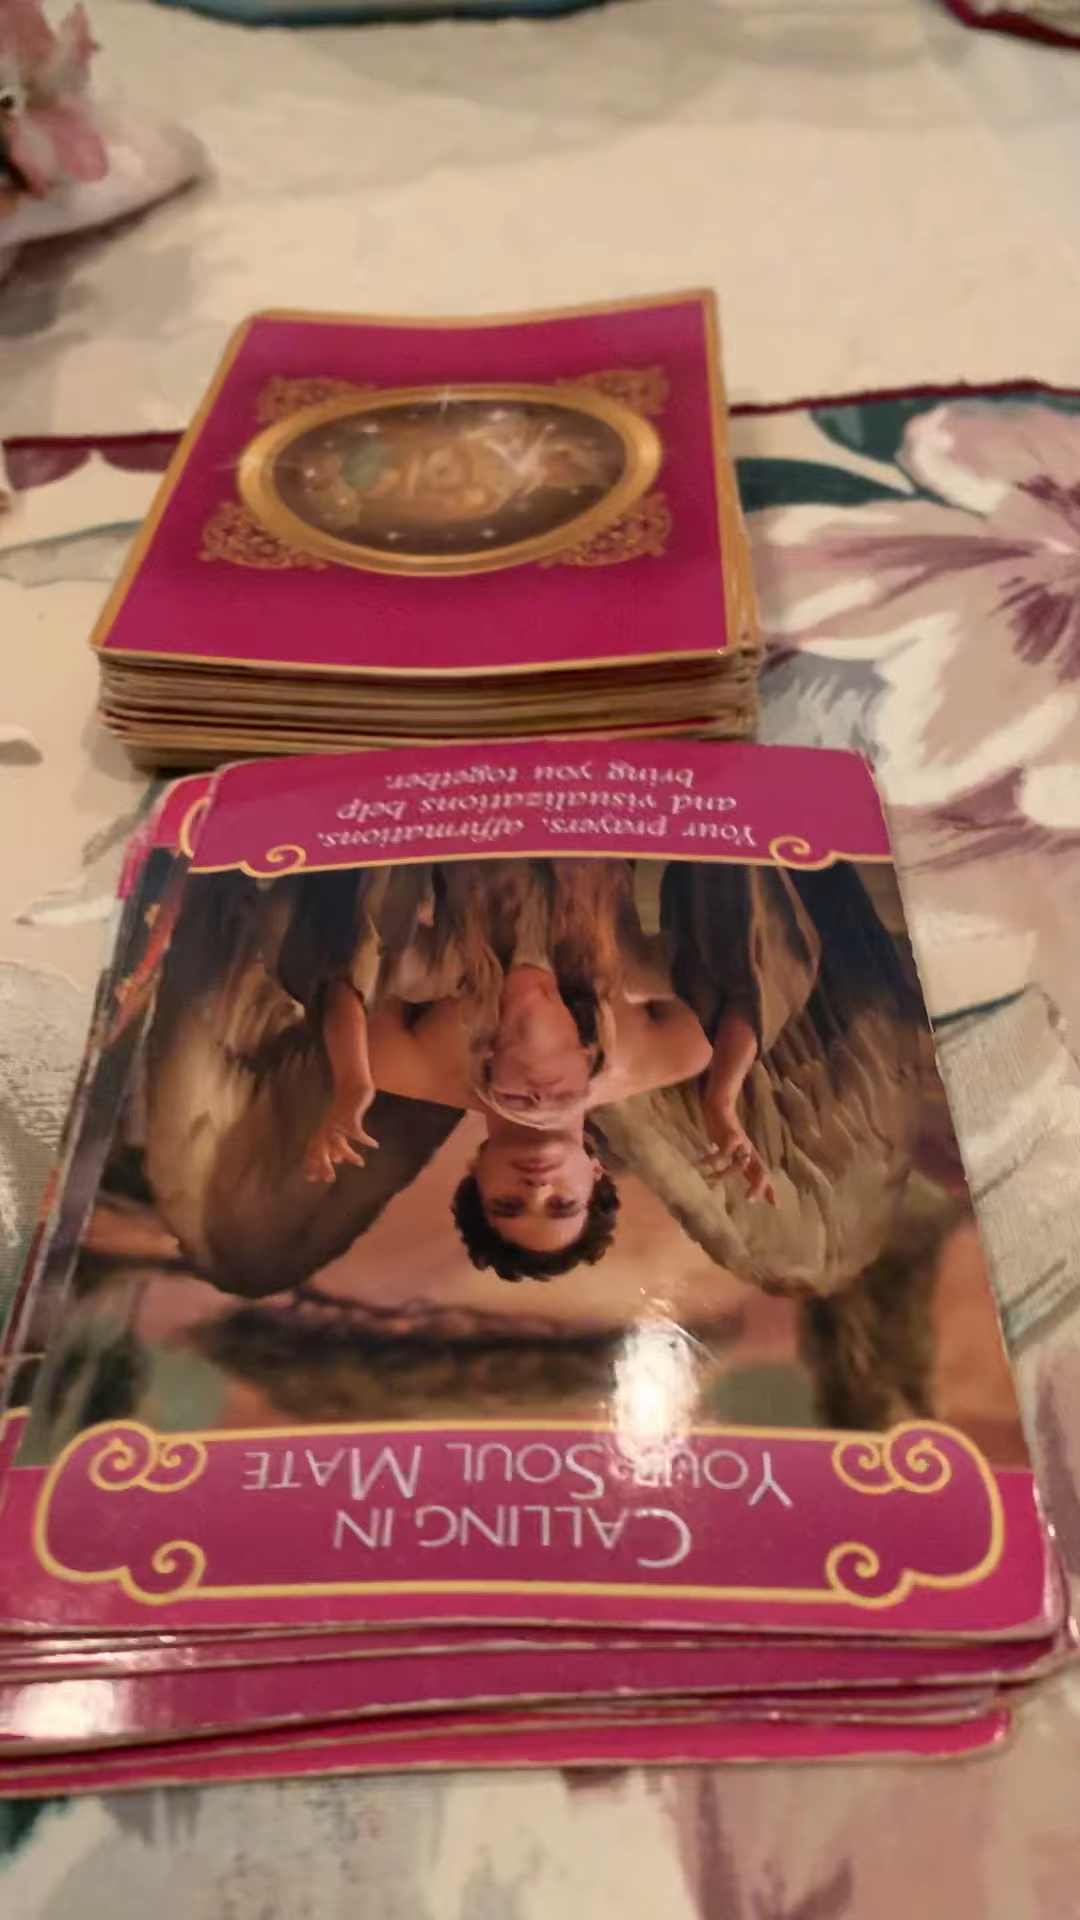 CALLING IN
YOUR SOUL MATE
Your prayers, affirmations,
and visualizations help
bring you together.